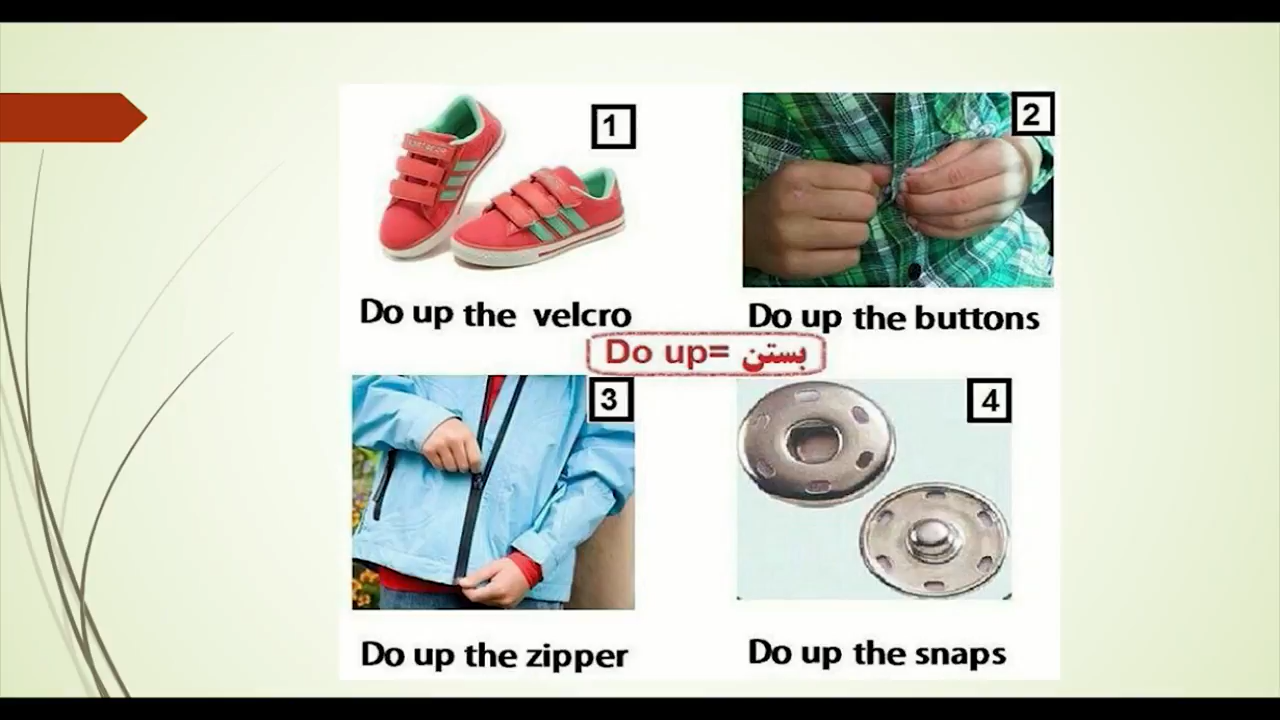 1
2
Do up the velcro
Do up the buttons
Do up= بستن
3
4
Do up the zipper
Do up the snaps